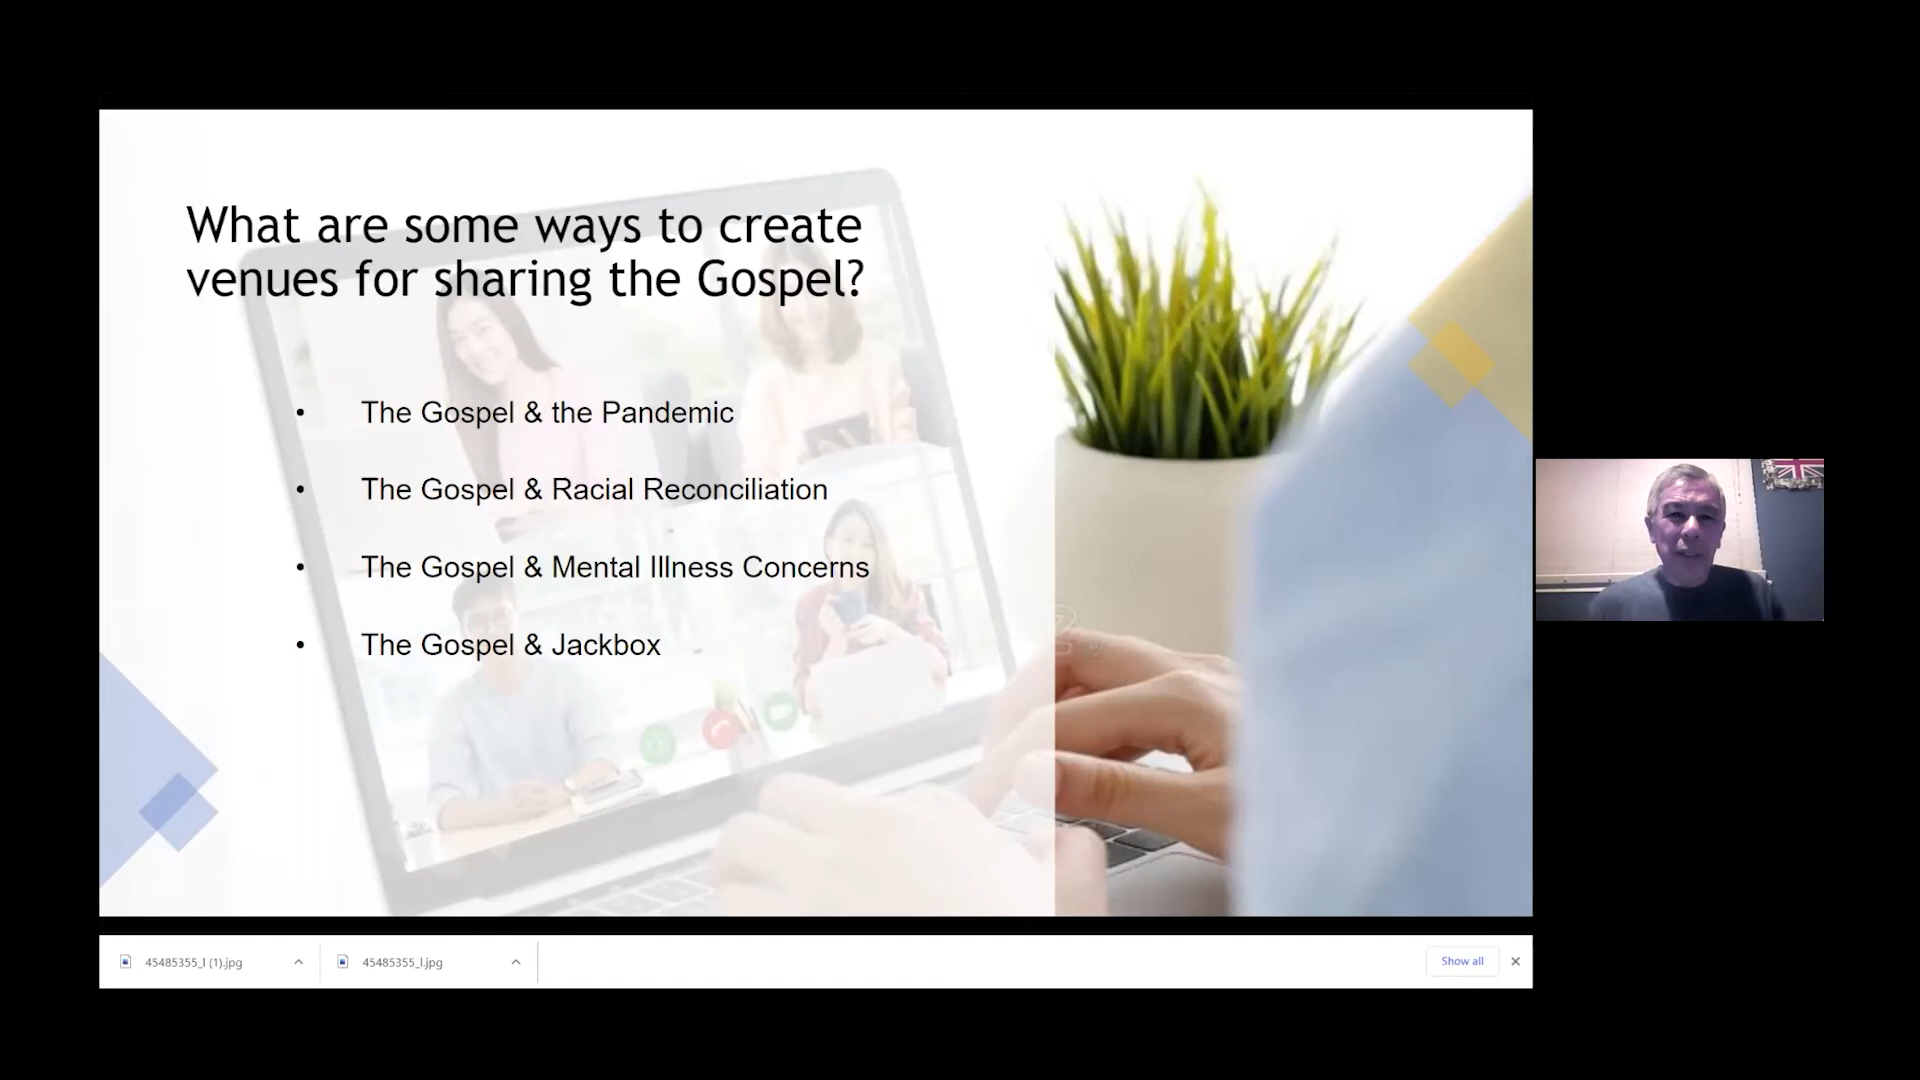 What are some ways to create
venues for sharing the Gospel?
• The Gospel & the Pandemic
• The Gospel & Racial Reconciliation
• The Gospel & Mental Illness Concerns
• The Gospel & Jackbox
45485355_l (1).jpg
45485355_l.jpg
Show all